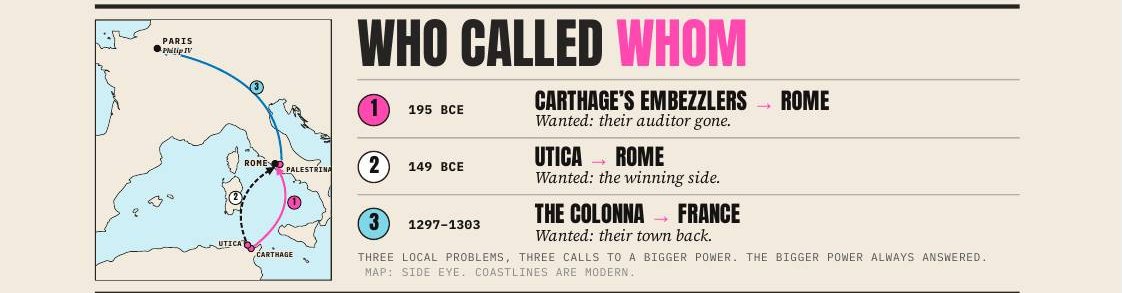 WHO CALLED WHOM
PARIS
Philip IV
3
ROME
PALESTRINA
2
1
UTICA
CARTHAGE
1 195 BCE CARTHAGE'S EMBEZZLERS → ROME
Wanted: their auditor gone.
2 149 BCE UTICA → ROME
Wanted: the winning side.
3 1297–1303 THE COLONNA → FRANCE
Wanted: their town back.
THREE LOCAL PROBLEMS, THREE CALLS TO A BIGGER POWER. THE BIGGER POWER ALWAYS ANSWERED.
MAP: SIDE EYE. COASTLINES ARE MODERN.